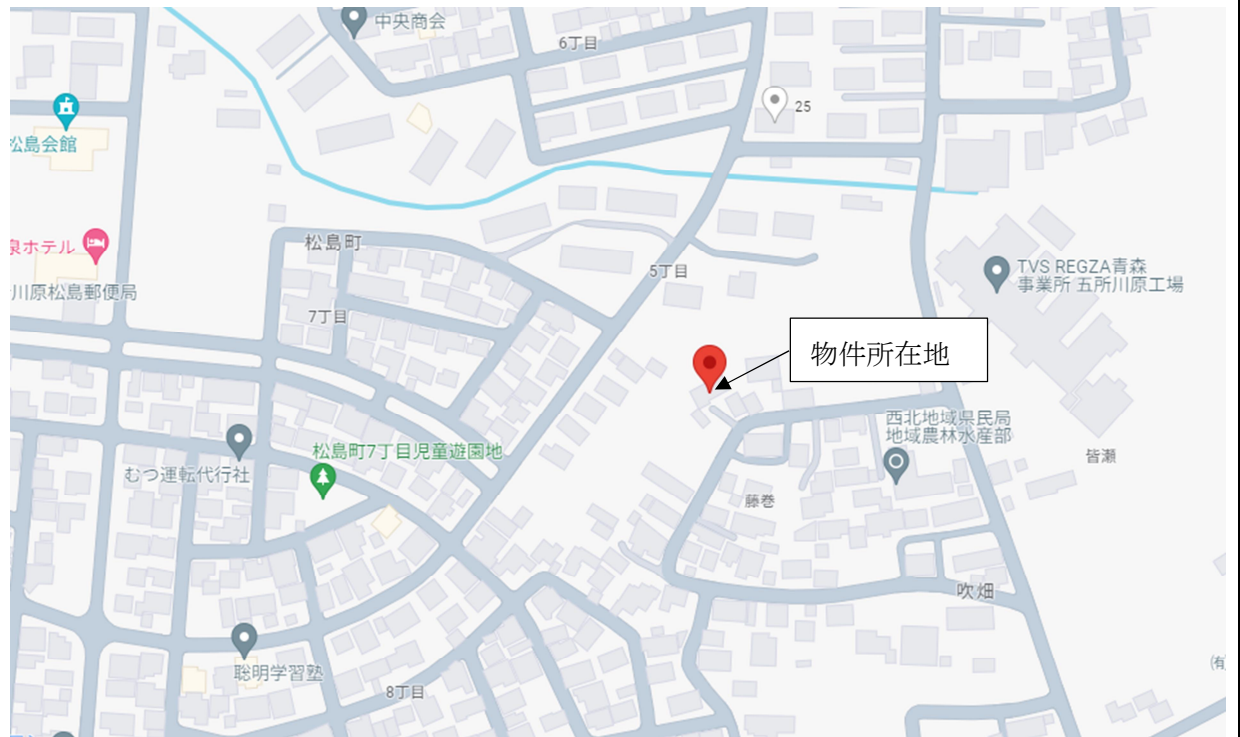 中央商会
6丁目
25
松島会館
泉ホテル
川原松島郵便局
松島町
5丁目
TVS REGZA青森
事業所 五所川原工場
7丁目
物件所在地
西北地域県民局
地域農林水産部
皆瀬
松島町7丁目児童遊園地
むつ運転代行社
藤巻
吹畑
聡明学習塾
8丁目
(有